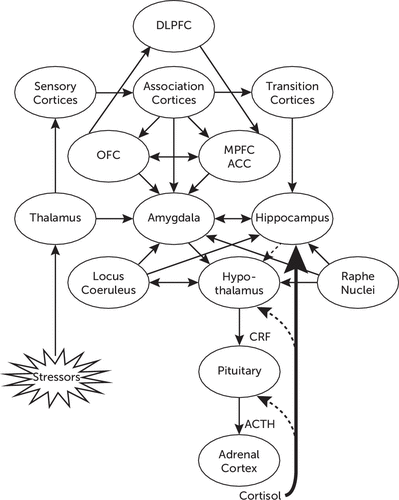 DLPFC
Sensory
Cortices
Association
Cortices
Transition
Cortices
OFC
MPFC
ACC
Thalamus
Amygdala
Hippocampus
Locus
Coeruleus
Hypo-
thalamus
Raphe
Nuclei
CRF
Stressors
Pituitary
ACTH
Adrenal
Cortex
Cortisol